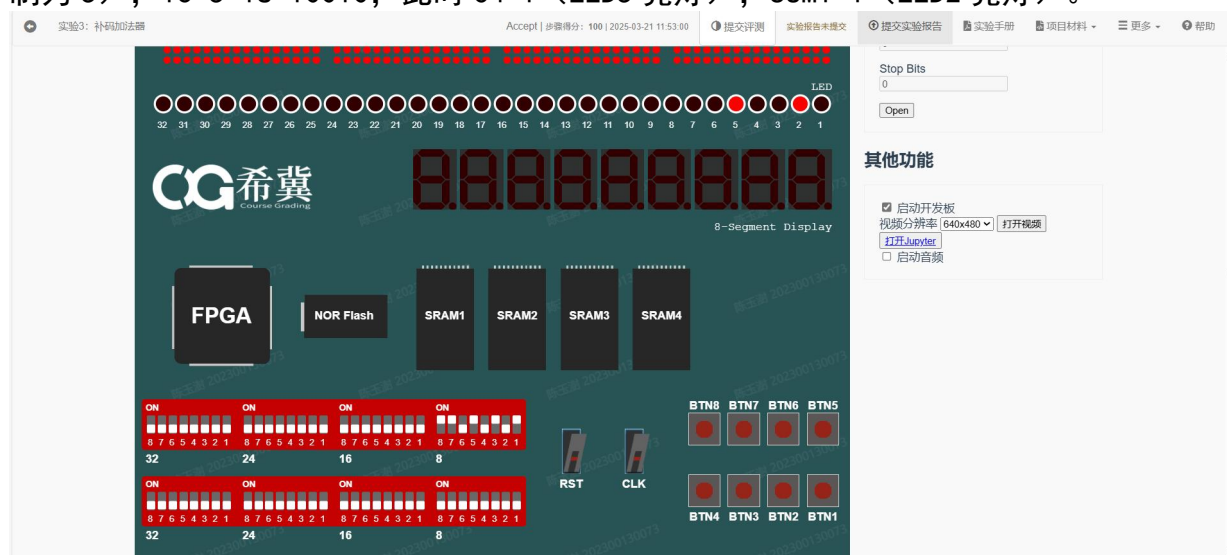 实验3：补码加法器
Accept | 步骤得分：100 | 2025-03-21 11:53:00
提交评测
实验报告未提交
提交实验报告
实验手册
项目材料
更多
帮助
Stop Bits
0
Open
LED
32 31 30 29 28 27 26 25 24 23 22 21 20 19 18 17 16 15 14 13 12 11 10 9 8 7 6 5 4 3 2 1
CG希冀
Course Grading
8-Segment Display
其他功能
启动开发板
视频分辨率 640x480 打开视频
打开Jupyter
启动音频
FPGA
NOR Flash
SRAM1 SRAM2 SRAM3 SRAM4
BTN8 BTN7 BTN6 BTN5
ON ON ON ON
8 7 6 5 4 3 2 1 8 7 6 5 4 3 2 1 8 7 6 5 4 3 2 1 8 7 6 5 4 3 2 1
32 24 16 8
RST CLK
ON ON ON ON
8 7 6 5 4 3 2 1 8 7 6 5 4 3 2 1 8 7 6 5 4 3 2 1 8 7 6 5 4 3 2 1
32 24 16 8
BTN4 BTN3 BTN2 BTN1